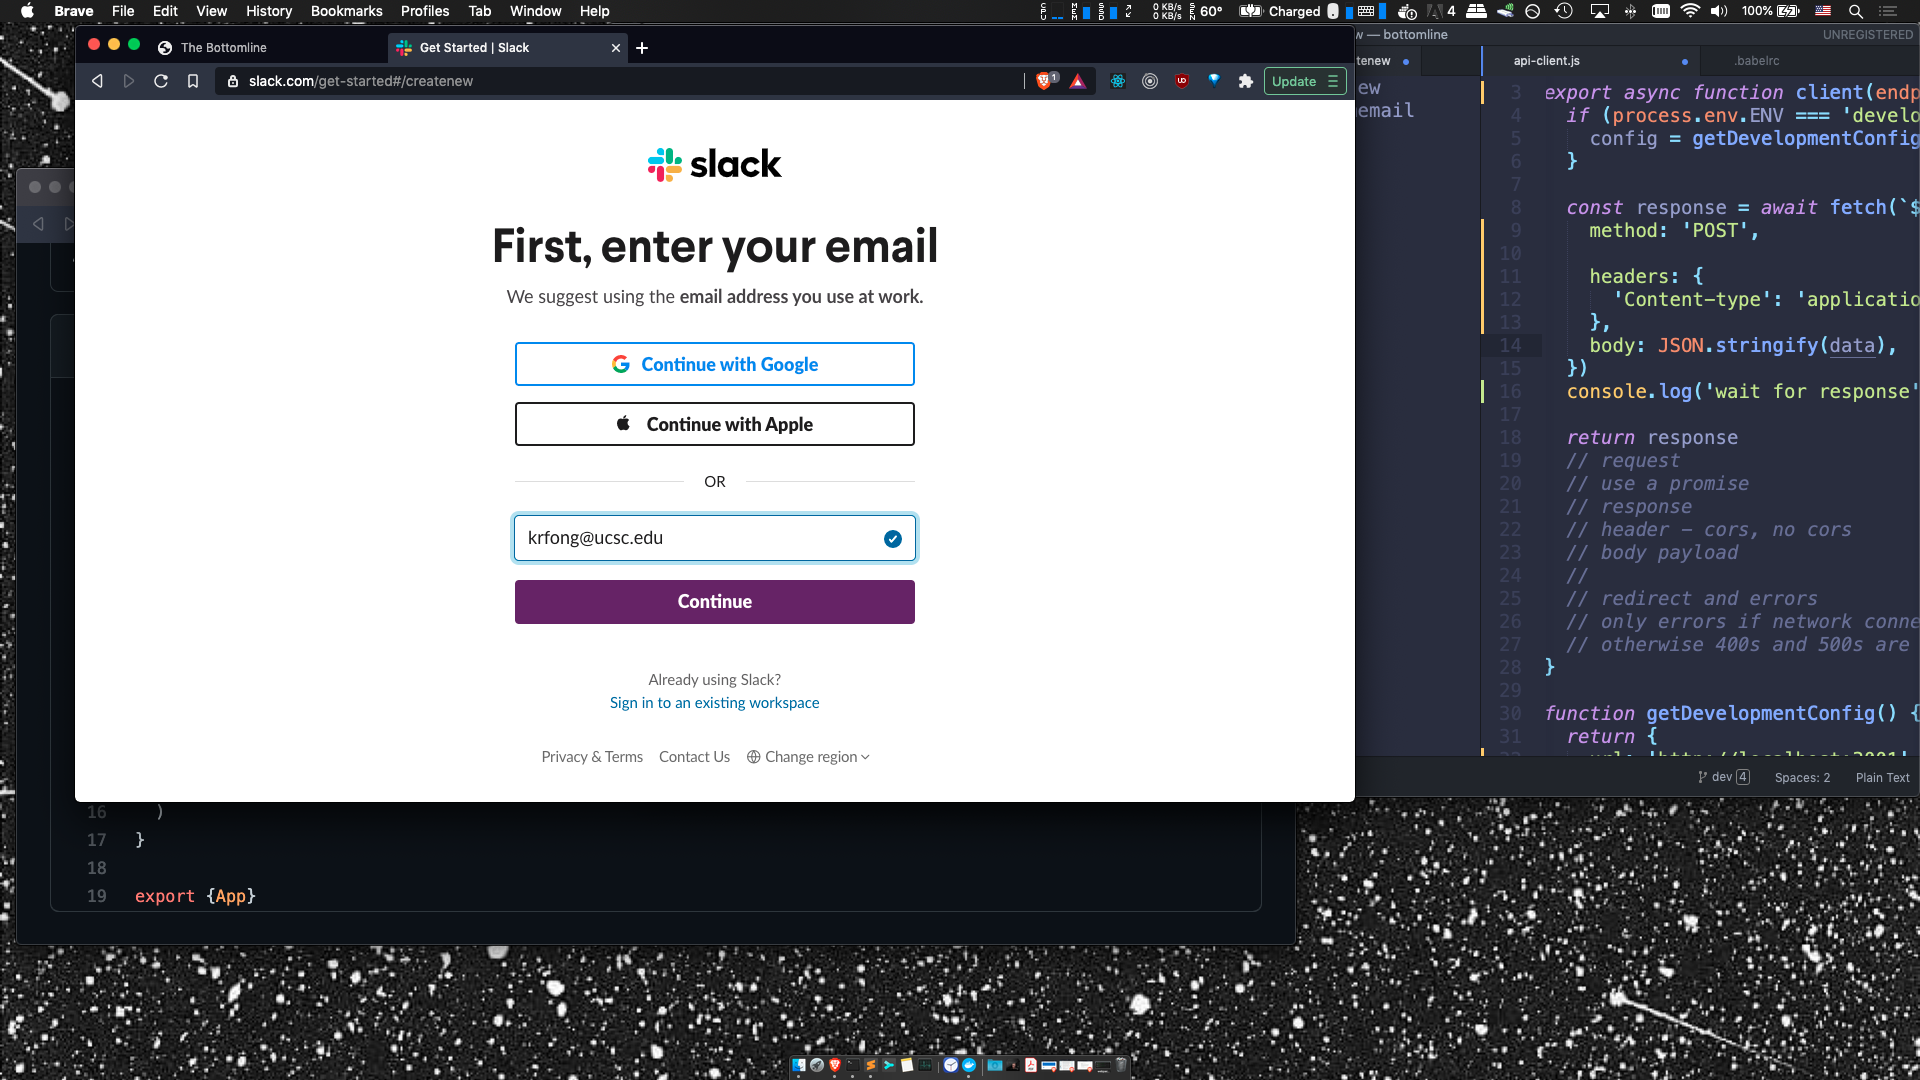 Brave File Edit View History Bookmarks Profiles Tab Window Help
0 KB/s
0 KB/s
60° Charged 4 100%
The Bottomline
Get Started | Slack
slack.com/get-started#/createnew
1
Update
slack
First, enter your email
We suggest using the email address you use at work.
Continue with Google
Continue with Apple
OR
krfong@ucsc.edu
Continue
Already using Slack?
Sign in to an existing workspace
Privacy & Terms Contact Us Change region
w — bottomline UNREGISTERED
tenew api-client.js .babelrc
ew
email
3 export async function client(endp
4 if (process.env.ENV === 'develo
5 config = getDevelopmentConfig
6 }
7
8 const response = await fetch(`$
9 method: 'POST',
10
11 headers: {
12 'Content-type': 'applicatio
13 },
14 body: JSON.stringify(data),
15 })
16 console.log('wait for response'
17
18 return response
19 // request
20 // use a promise
21 // response
22 // header - cors, no cors
23 // body payload
24 //
25 // redirect and errors
26 // only errors if network conne
27 // otherwise 400s and 500s are
28 }
29
30 function getDevelopmentConfig() {
31 return {
dev 4 Spaces: 2 Plain Text
16 )
17 }
18
19 export {App}